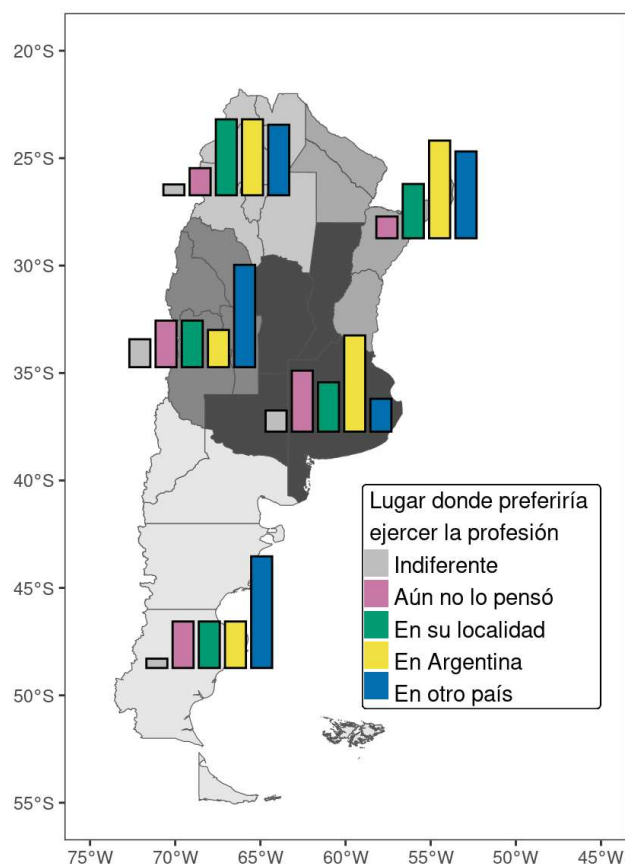 20°S
25°S
30°S
35°S
40°S
45°S
50°S
55°S
Lugar donde preferiría
ejercer la profesión
Indiferente
Aún no lo pensó
En su localidad
En Argentina
En otro país
75°W 70°W 65°W 60°W 55°W 50°W 45°W